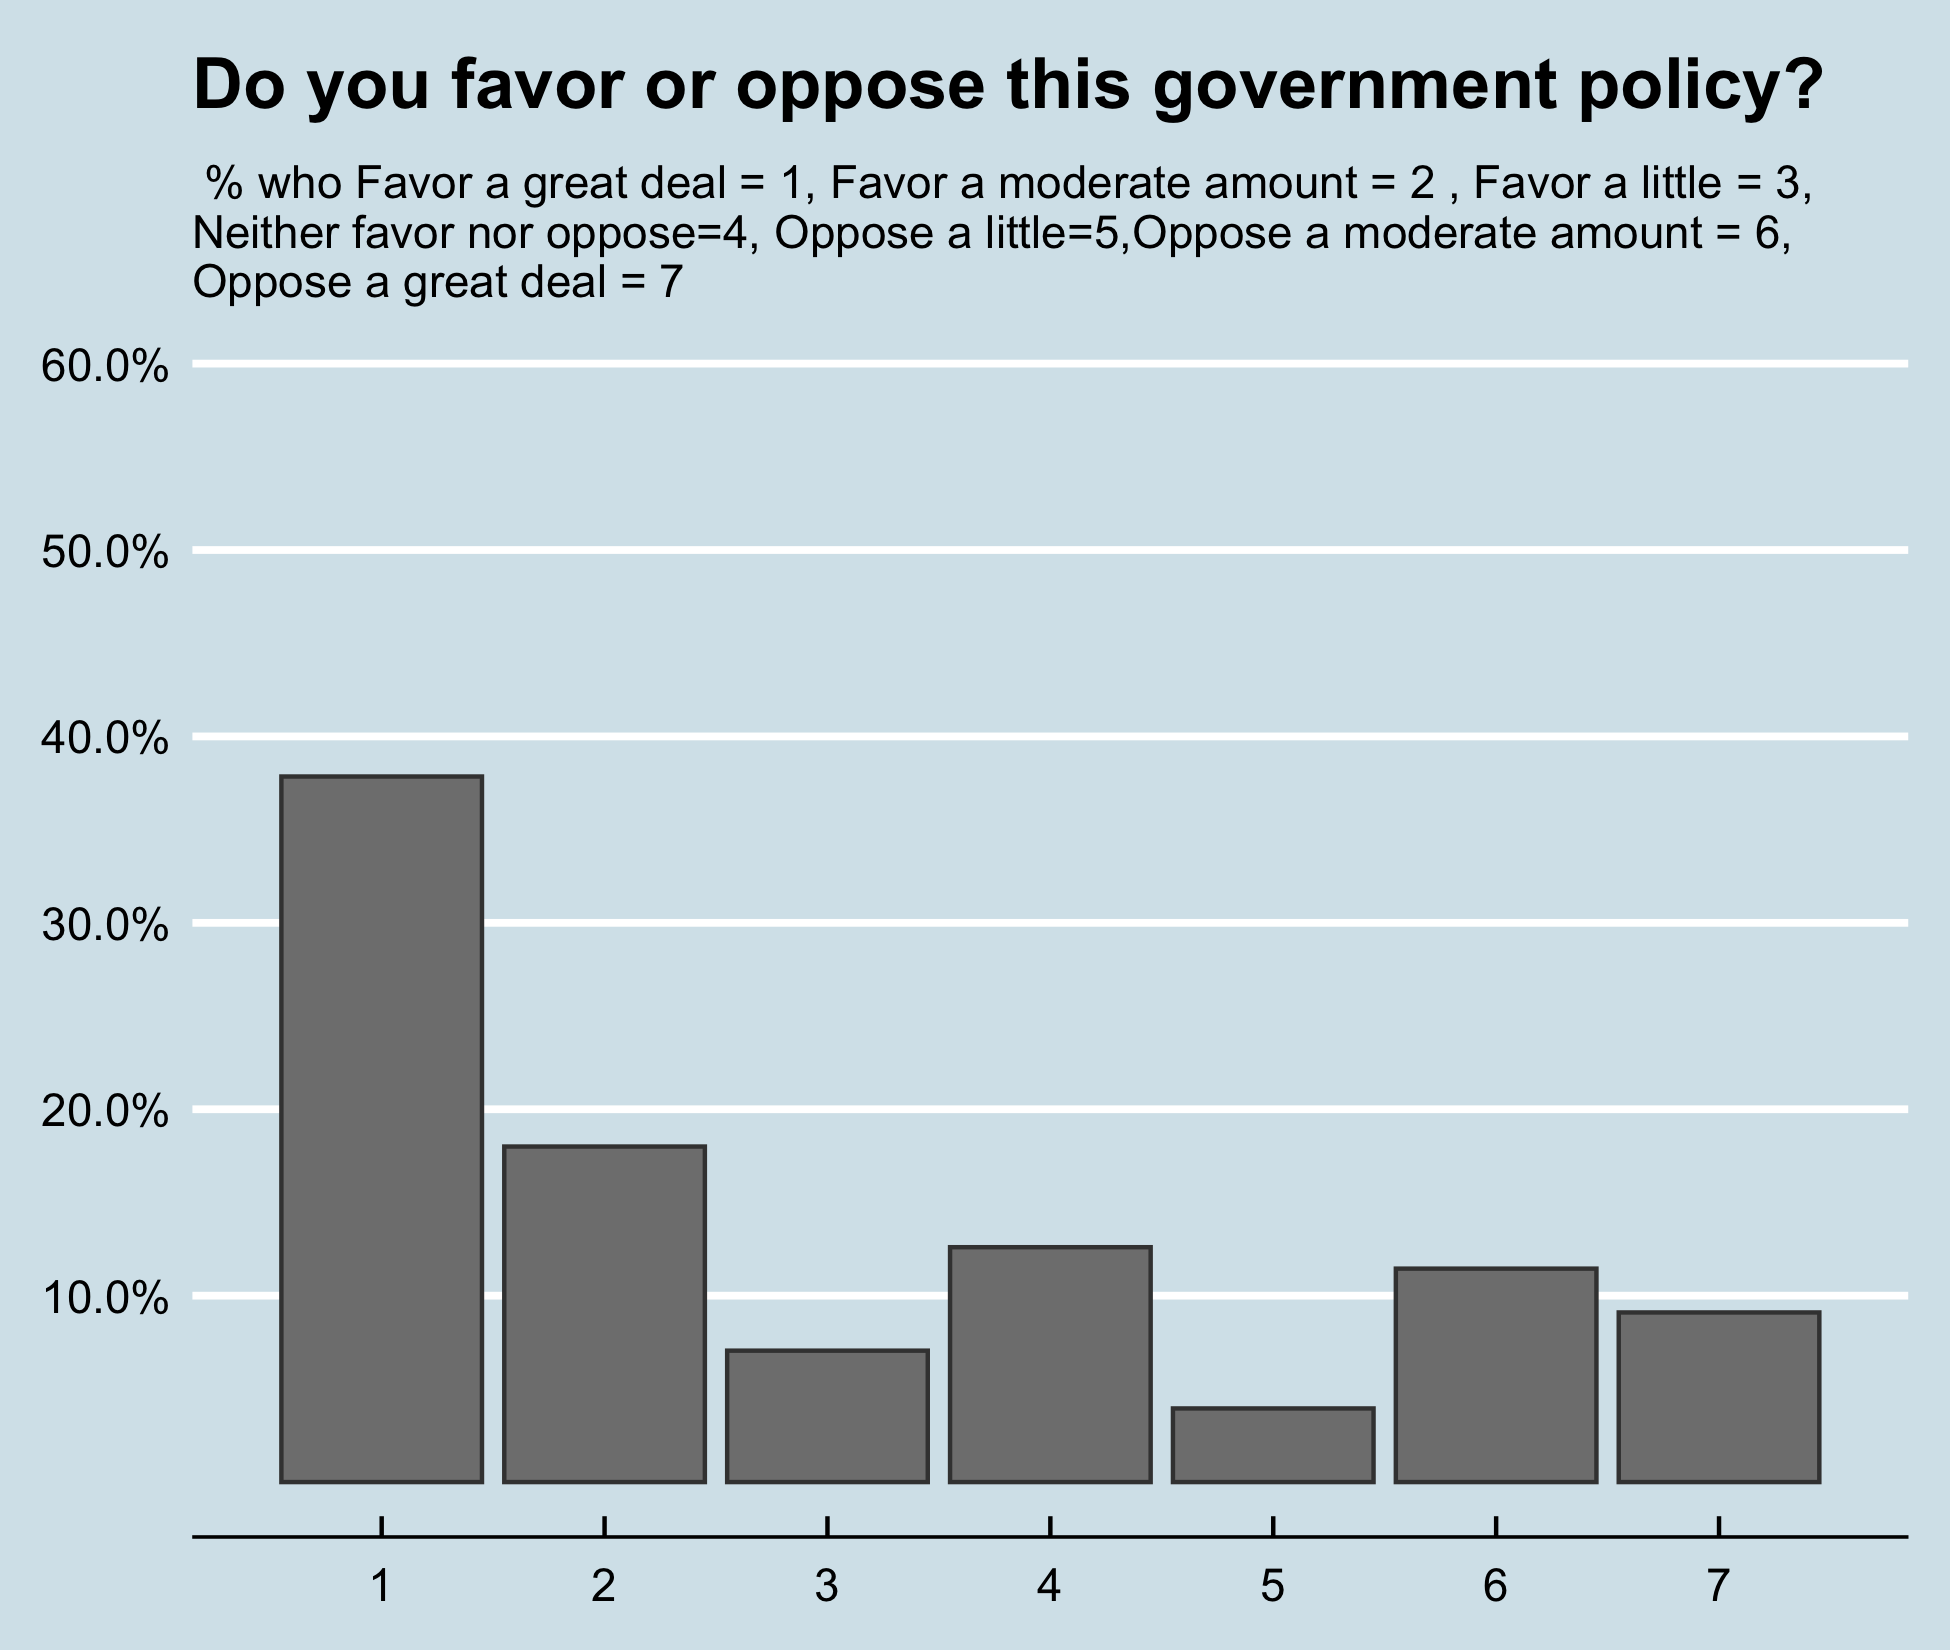 Do you favor or oppose this government policy?
% who Favor a great deal = 1, Favor a moderate amount = 2 , Favor a little = 3,
Neither favor nor oppose=4, Oppose a little=5,Oppose a moderate amount = 6,
Oppose a great deal = 7
60.0%
50.0%
40.0%
30.0%
20.0%
10.0%
1 2 3 4 5 6 7